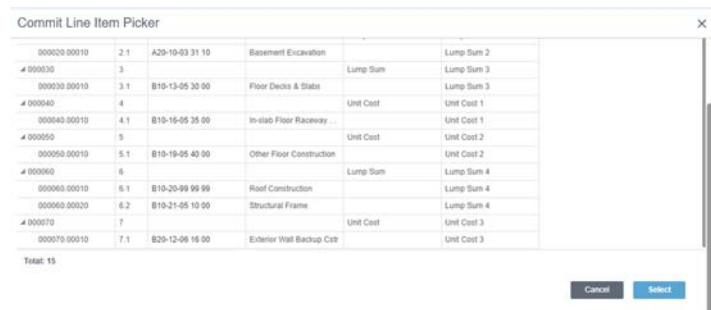 Commit Line Item Picker ×
000020.00010 2.1 A20-10-03 31 10 Basement Excavation Lump Sum 2
000030 3 Lump Sum Lump Sum 3
000030.00010 3.1 B10-13-05 30 00 Floor Decks & Slabs Lump Sum 3
000040 4 Unit Cost Unit Cost 1
000040.00010 4.1 B10-16-05 35 00 In-slab Floor Raceway ... Unit Cost 1
000050 5 Unit Cost Unit Cost 2
000050.00010 5.1 B10-19-05 40 00 Other Floor Construction Unit Cost 2
000060 6 Lump Sum Lump Sum 4
000060.00010 6.1 B10-20-99 99 99 Roof Construction Lump Sum 4
000060.00020 6.2 B10-21-05 10 00 Structural Frame Lump Sum 4
000070 7 Unit Cost Unit Cost 3
000070.00010 7.1 B20-12-06 16 00 Exterior Wall Backup Cstr Unit Cost 3
Total: 15
Cancel Select